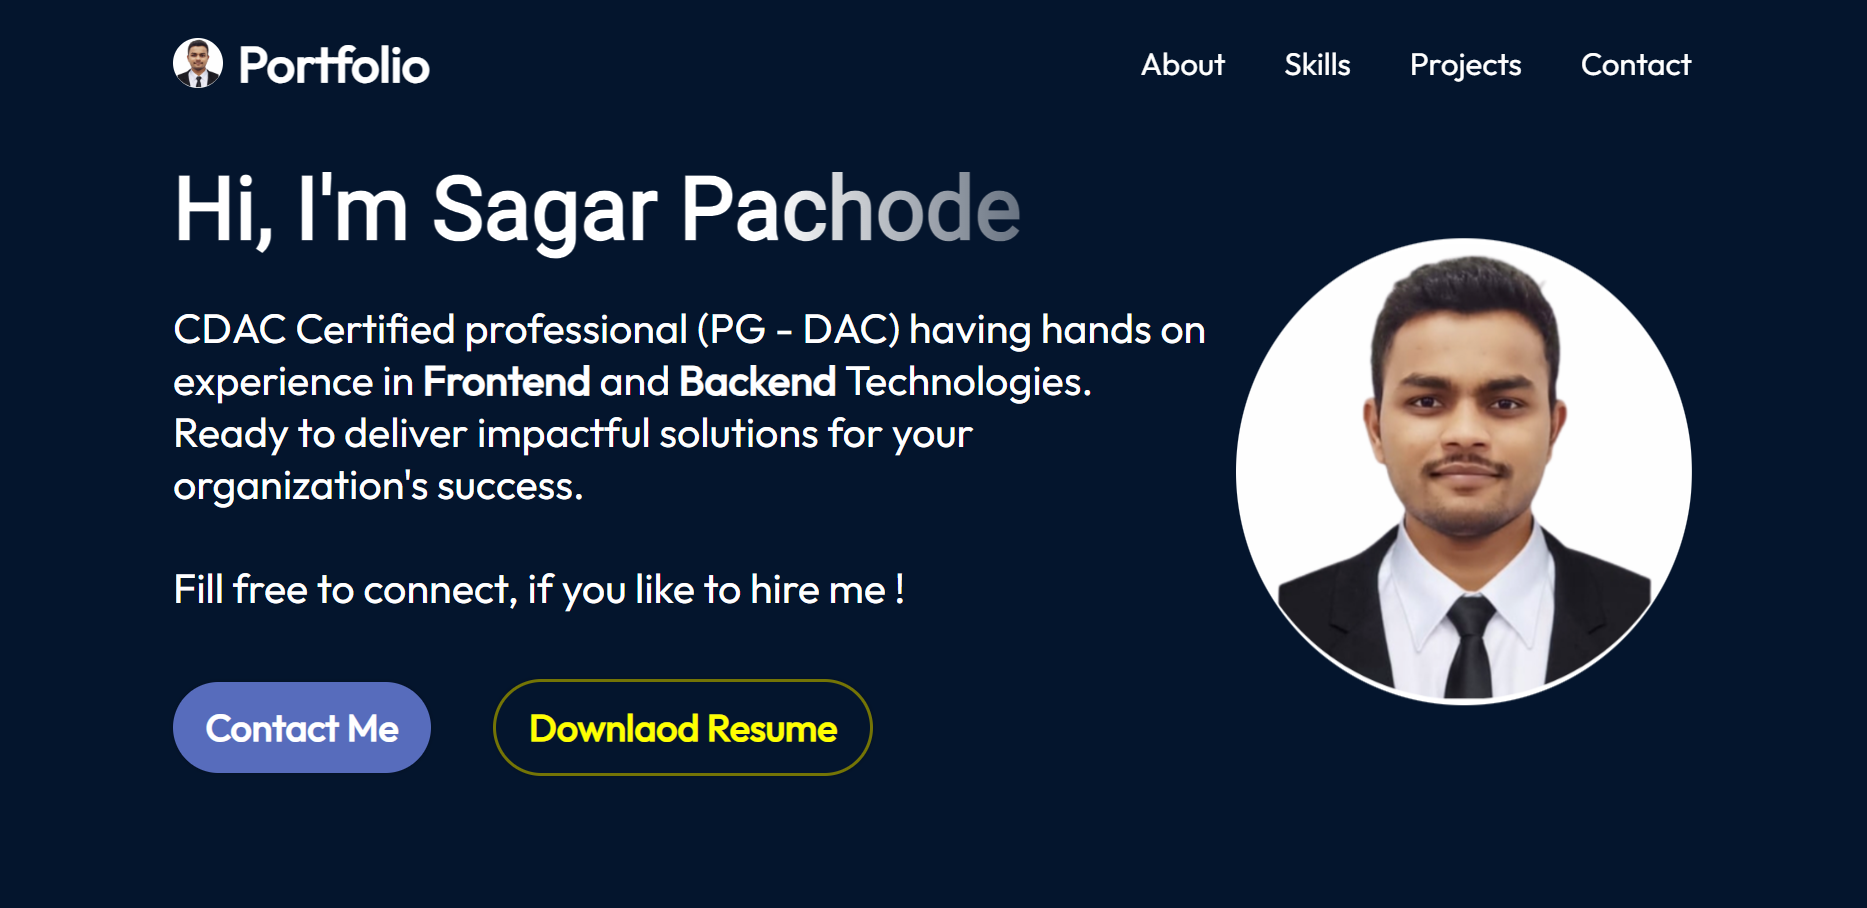 Portfolio
About Skills Projects Contact
Hi, I'm Sagar Pachode
CDAC Certified professional (PG - DAC) having hands on
experience in Frontend and Backend Technologies.
Ready to deliver impactful solutions for your
organization's success.
Fill free to connect, if you like to hire me !
Contact Me
Downlaod Resume